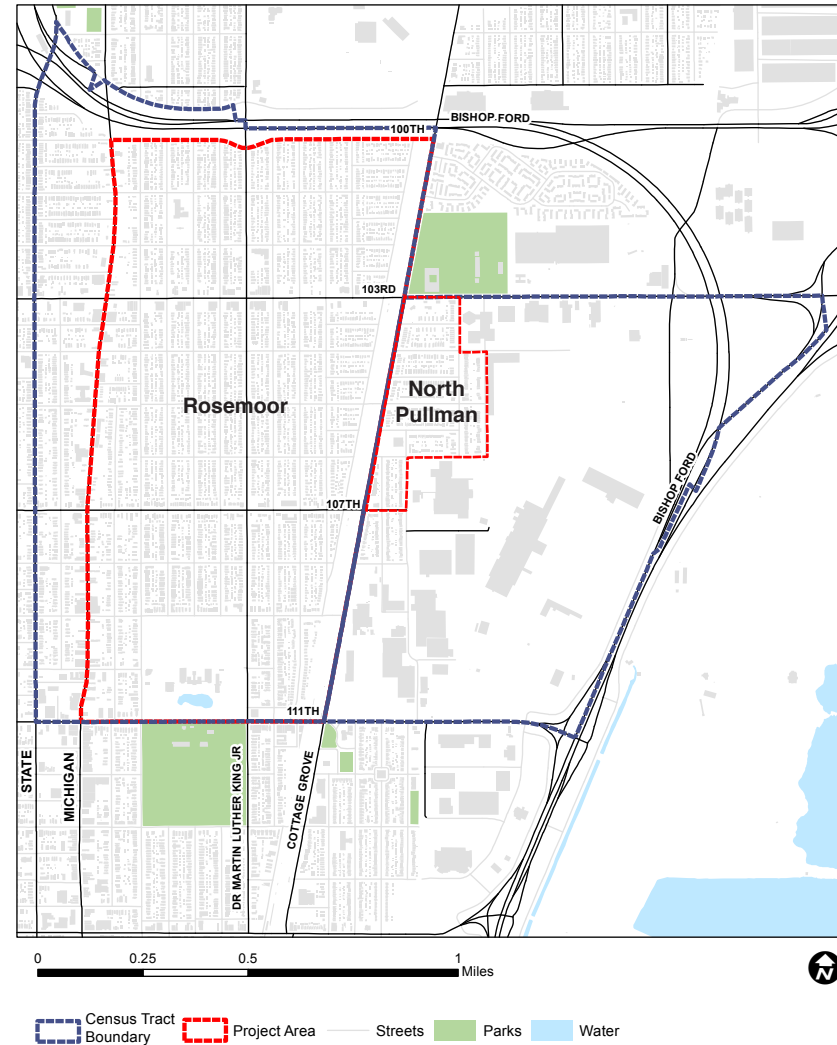 BISHOP FORD
100TH
103RD
Rosemoor
North
Pullman
107TH
BISHOP FORD
111TH
STATE
MICHIGAN
DR MARTIN LUTHER KING JR
COTTAGE GROVE
0 0.25 0.5 1
Miles
N
Census Tract
Boundary
Project Area
Streets
Parks
Water